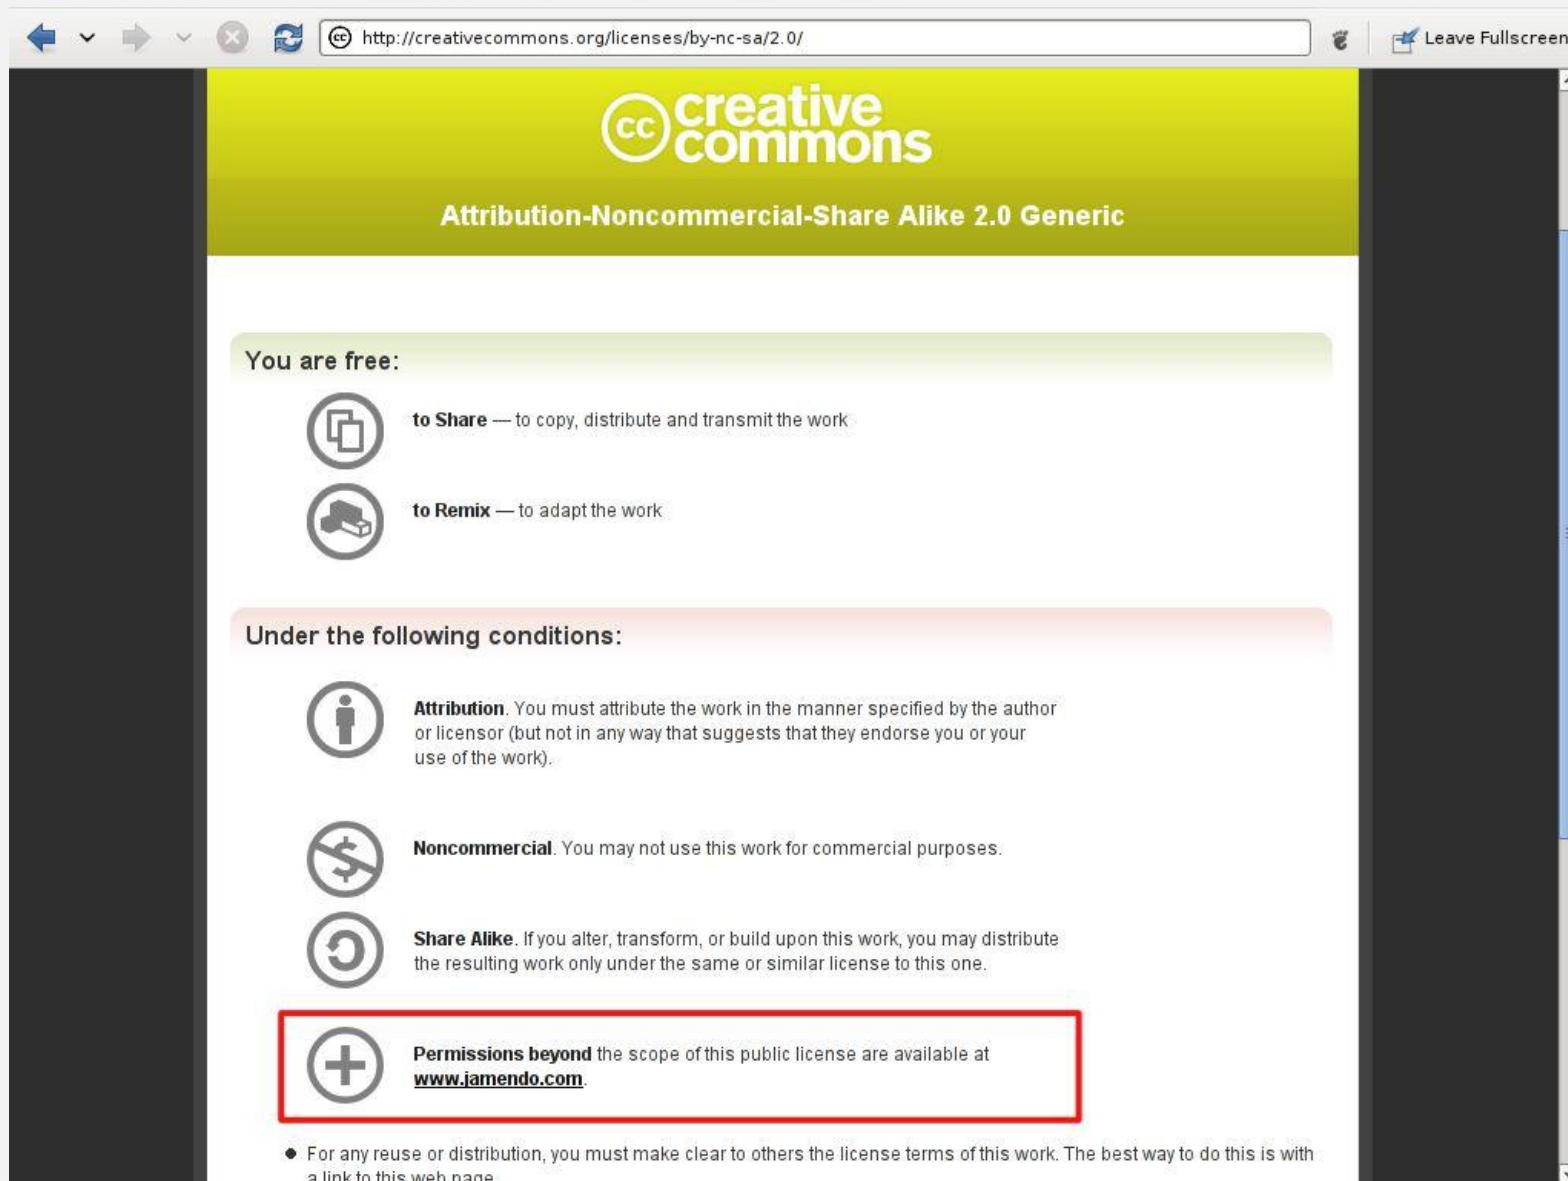 http://creativecommons.org/licenses/by-nc-sa/2.0/
Leave Fullscreen
cc creative
commons
Attribution-Noncommercial-Share Alike 2.0 Generic
You are free:
to Share — to copy, distribute and transmit the work
to Remix — to adapt the work
Under the following conditions:
Attribution. You must attribute the work in the manner specified by the author
or licensor (but not in any way that suggests that they endorse you or your
use of the work).
Noncommercial. You may not use this work for commercial purposes.
Share Alike. If you alter, transform, or build upon this work, you may distribute
the resulting work only under the same or similar license to this one.
Permissions beyond the scope of this public license are available at
www.jamendo.com.
For any reuse or distribution, you must make clear to others the license terms of this work. The best way to do this is with
a link to this web page